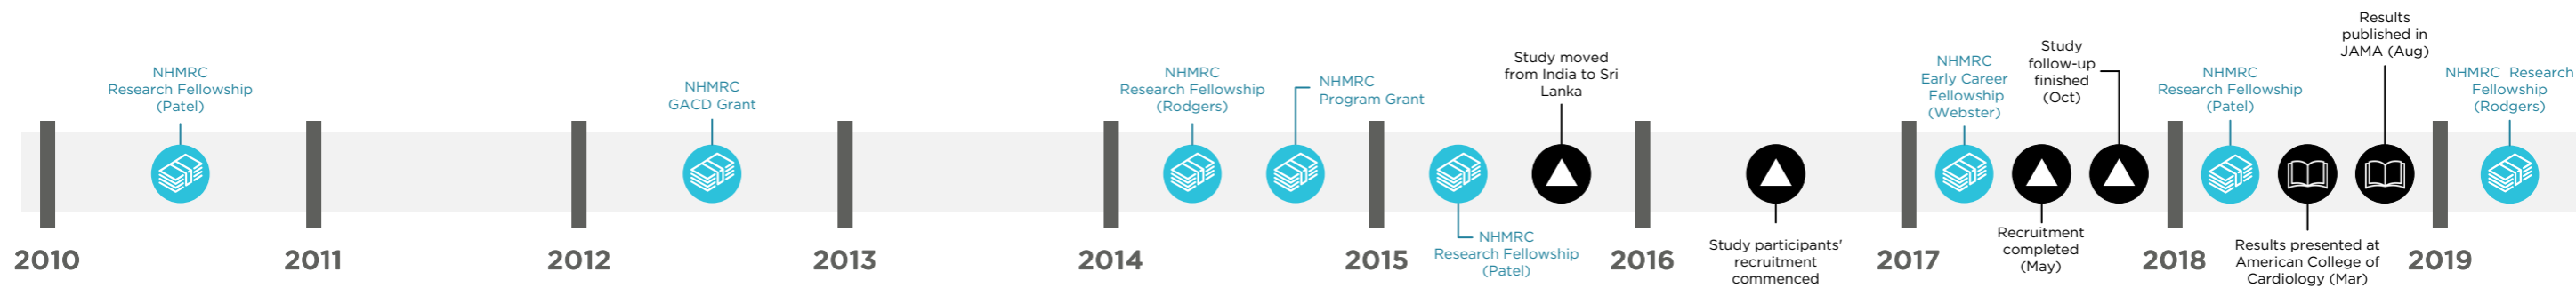 NHMRC
Research Fellowship
(Patel)
NHMRC
GACD Grant
NHMRC
Research Fellowship
(Rodgers)
NHMRC
Program Grant
NHMRC
Research Fellowship
(Patel)
Study moved
from India to Sri
Lanka
Study participants'
recruitment
commenced
NHMRC
Early Career
Fellowship
(Webster)
Recruitment
completed
(May)
Study
follow-up
finished
(Oct)
NHMRC
Research Fellowship
(Patel)
Results presented at
American College of
Cardiology (Mar)
Results
published in
JAMA (Aug)
NHMRC Research
Fellowship
(Rodgers)
2010
2011
2012
2013
2014
2015
2016
2017
2018
2019